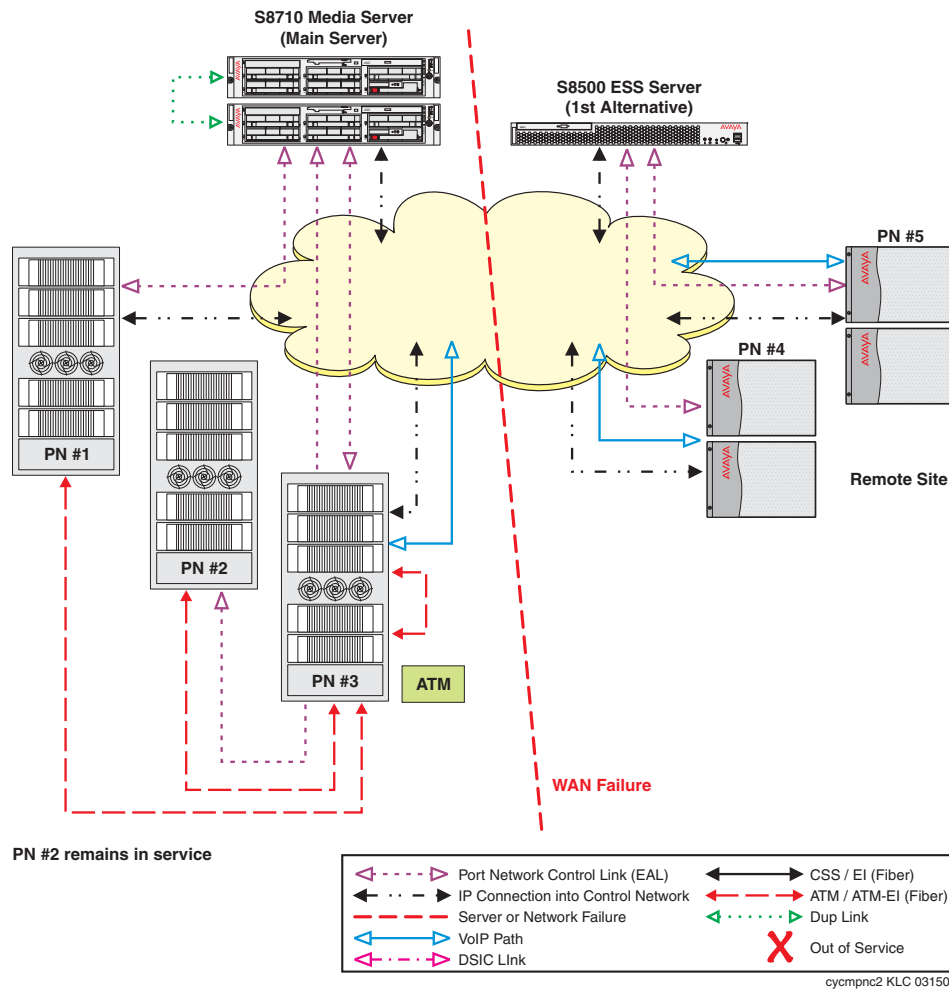 S8710 Media Server
(Main Server)
S8500 ESS Server
(1st Alternative)
AVAYA
AVAYA
AVAYA
PN #5
AVAYA
AVAYA
PN #4
AVAYA
AVAYA
PN #1
Remote Site
PN #2
PN #3
ATM
WAN Failure
PN #2 remains in service
Port Network Control Link (EAL)
IP Connection into Control Network
Server or Network Failure
VoIP Path
DSIC LInk
CSS / EI (Fiber)
ATM / ATM-EI (Fiber)
Dup Link
X Out of Service
cycmpnc2 KLC 03150